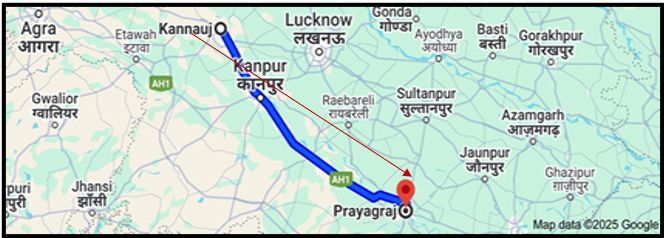 Agra
आगरा
Etawah
इटावा
Kannauj
Lucknow
लखनऊ
Gonda
गोण्डा
Ayodhya
अयोध्या
Basti
बस्ती
Gorakhpur
गोरखपुर
AH1
Kanpur
कानपुर
Gwalior
ग्वालियर
Raebareli
रायबरेली
Sultanpur
सुल्तानपुर
Azamgarh
आज़मगढ़
Jaunpur
जौनपुर
Ghazipur
ग़ाज़ीपुर
puri
पुरी
Jhansi
झाँसी
AH1
Prayagraj
Map data ©2025 Google